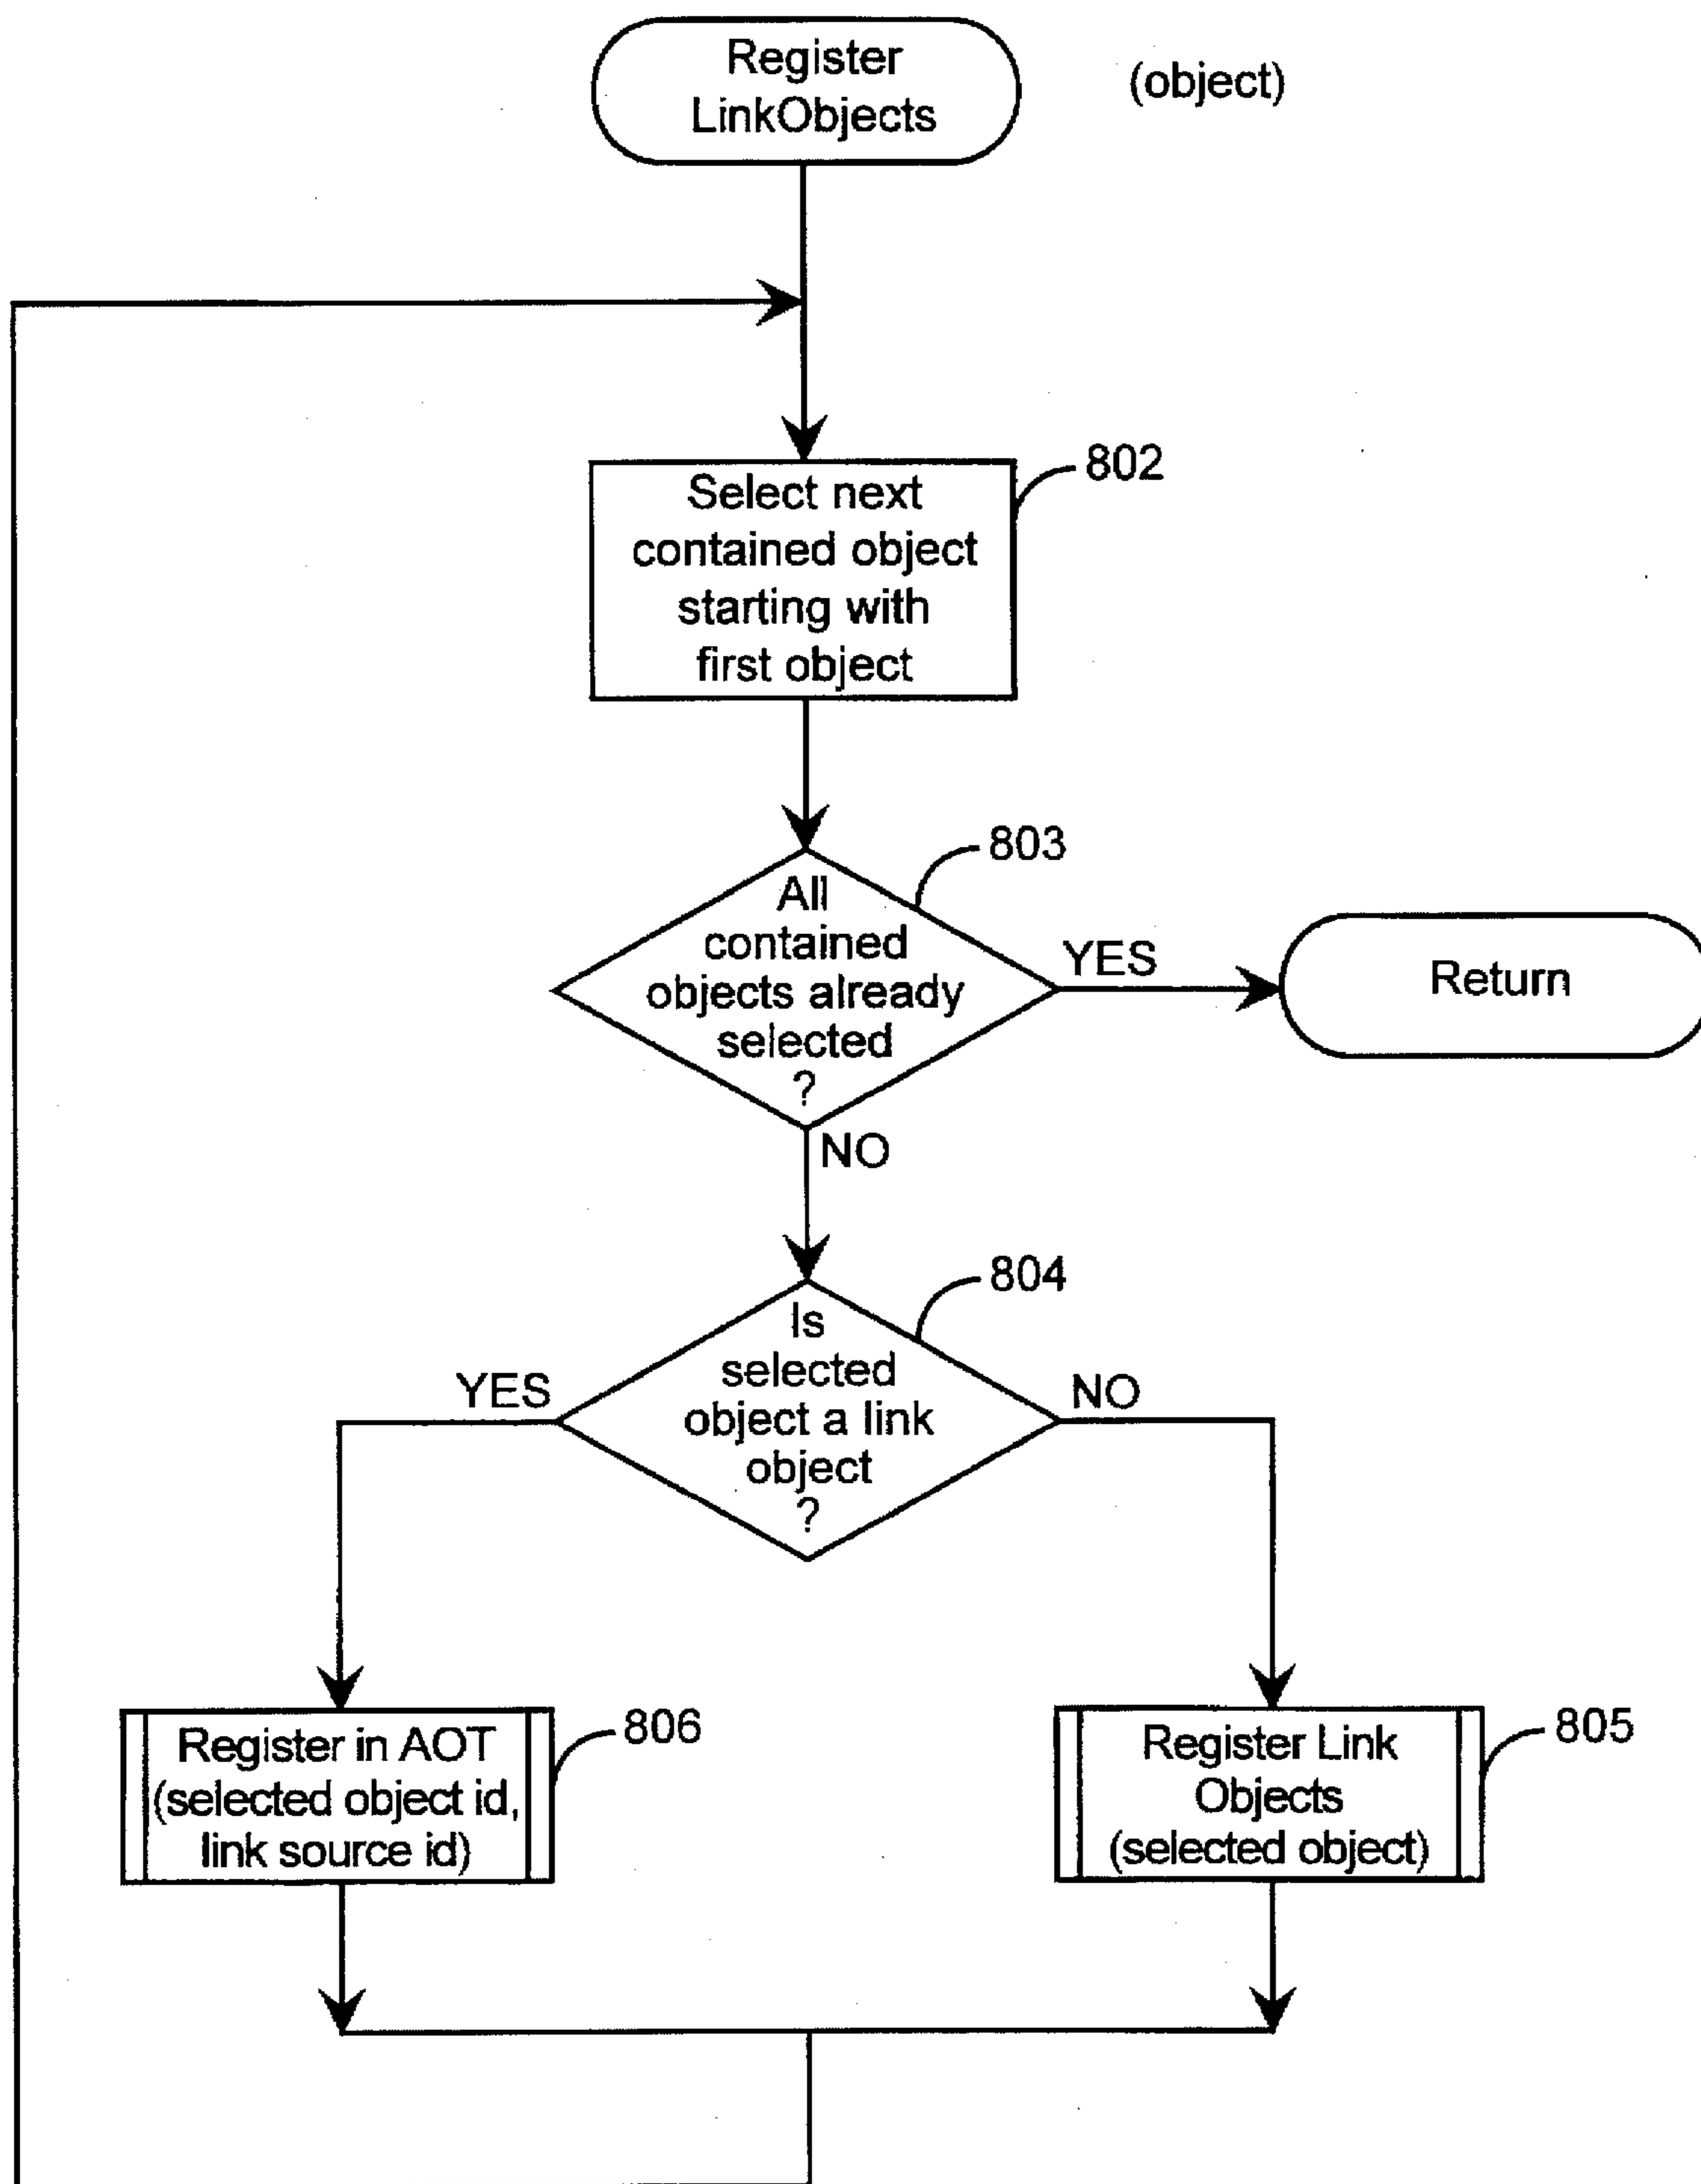 Register
LinkObjects
(object)
802
Select next
contained object
starting with
first object
803
All
contained
objects already
selected
?
YES
Return
NO
804
Is
selected
object a link
object
?
YES
NO
806
Register in AOT
(selected object id,
link source id)
805
Register Link
Objects
(selected object)